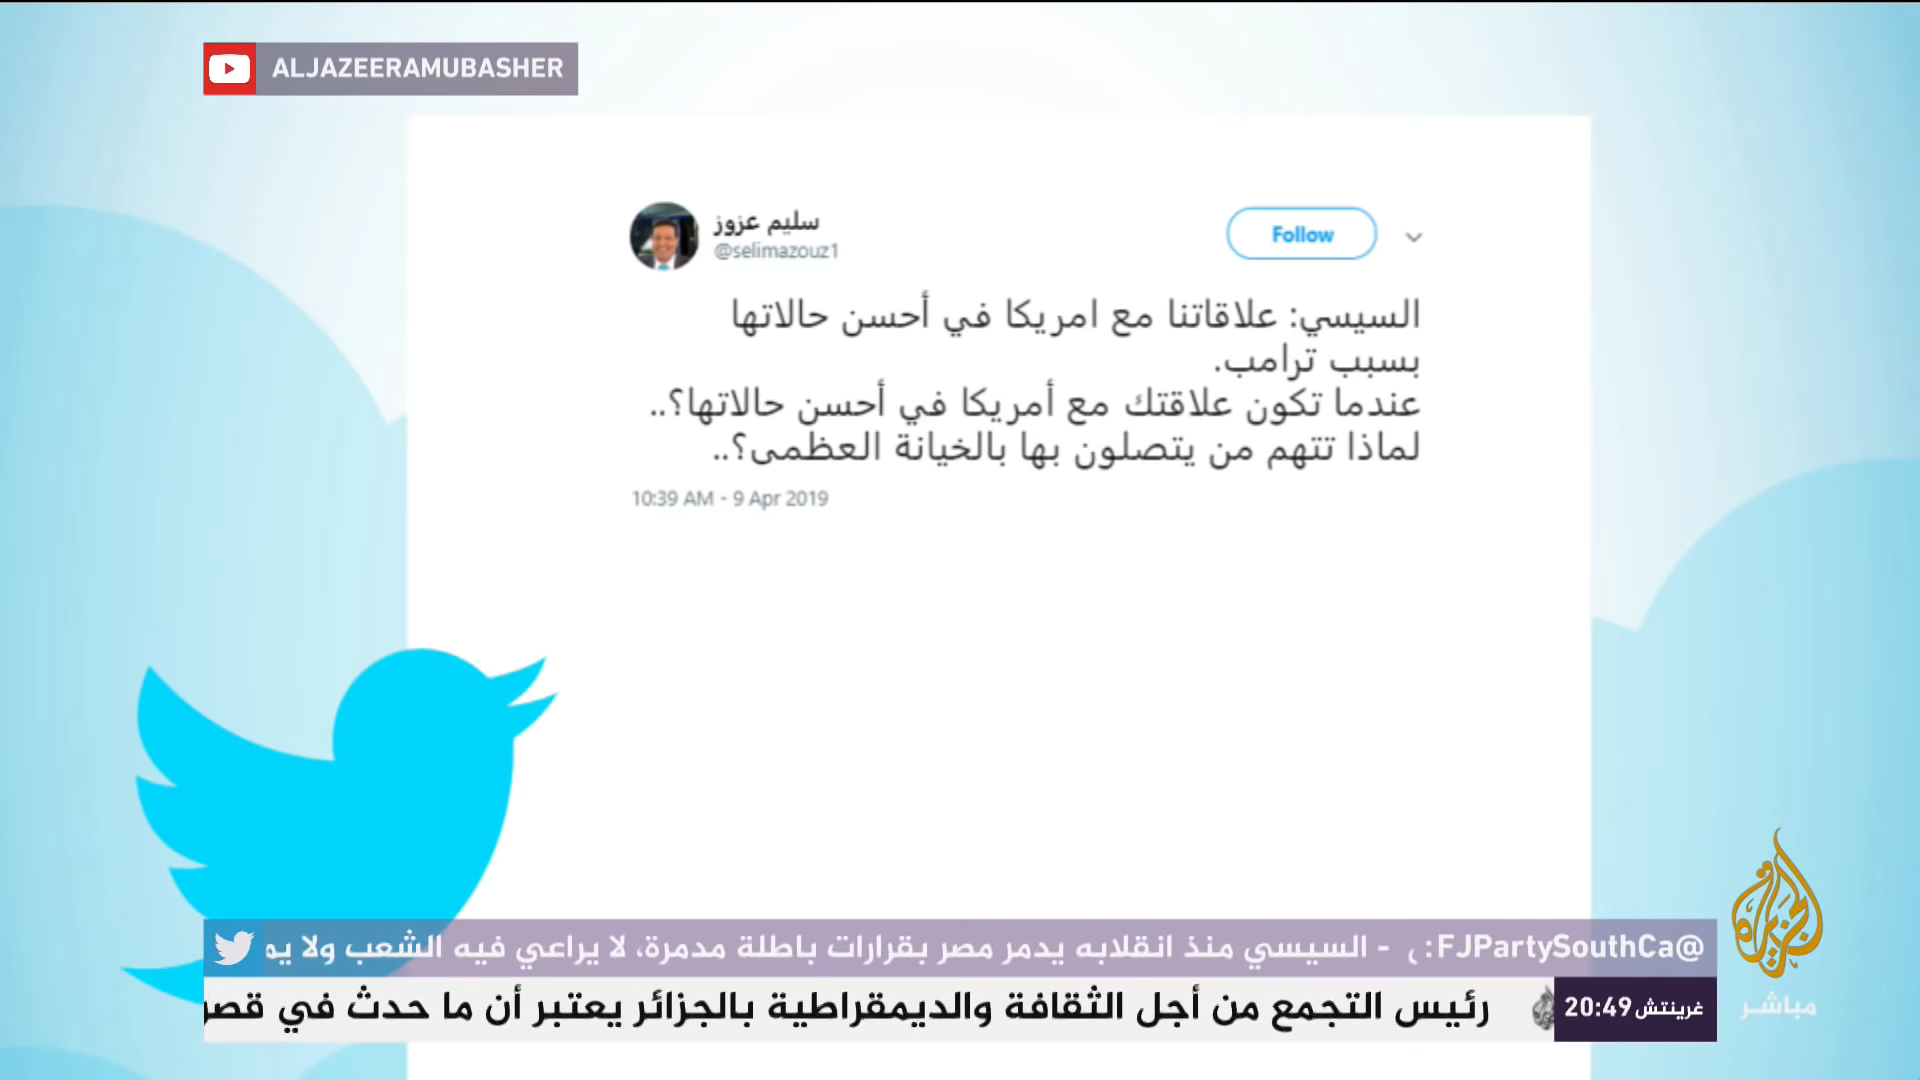 ALJAZEERAMUBASHER
سليم عزوز
@selimazouz1
Follow
السيسي: علاقاتنا مع امريكا في أحسن حالاتها
بسبب ترامب.
عندما تكون علاقتك مع أمريكا في أحسن حالاتها؟..
لماذا تتهم من يتصلون بها بالخيانة العظمى؟..
10:39 AM - 9 Apr 2019
@FJPartySouthCa: ) - السيسي منذ انقلابه يدمر مصر بقرارات باطلة مدمرة، لا يراعي فيه الشعب ولا يم
غرينتش 20:49
رئيس التجمع من أجل الثقافة والديمقراطية بالجزائر يعتبر أن ما حدث في قصر
الجزيرة
مباشر